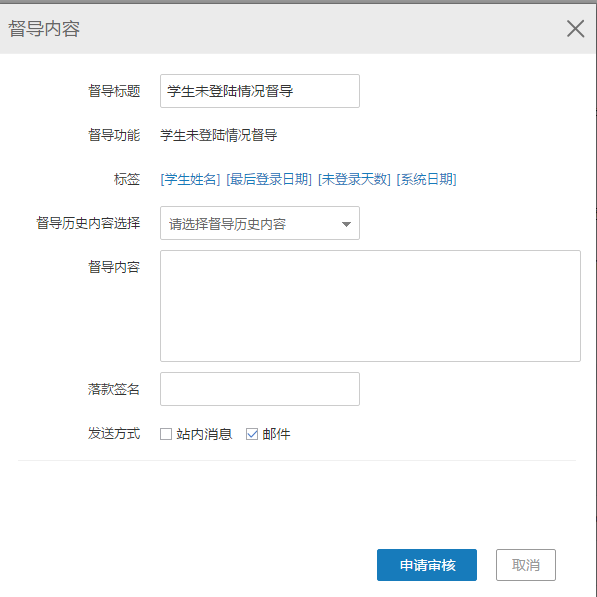 督导内容
督导标题 学生未登陆情况督导
督导功能 学生未登陆情况督导
标签 [学生姓名] [最后登录日期] [未登录天数] [系统日期]
督导历史内容选择 请选择督导历史内容
督导内容
落款签名
发送方式 站内消息 邮件
申请审核 取消